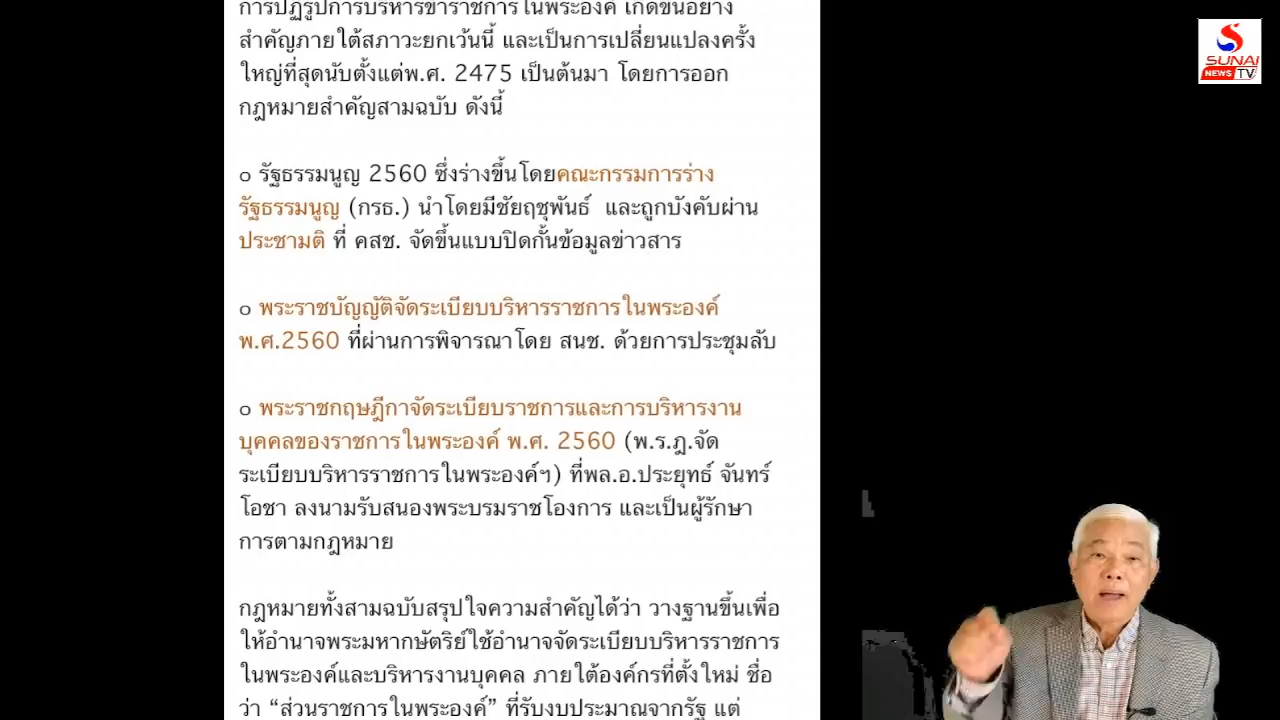 การปฏิรูปการบริหารข้าราชการในพระองค์ เกิดขึ้นอย่าง
สำคัญภายใต้สภาวะยกเว้นนี้ และเป็นการเปลี่ยนแปลงครั้ง
ใหญ่ที่สุดนับตั้งแต่พ.ศ. 2475 เป็นต้นมา โดยการออก
กฎหมายสำคัญสามฉบับ ดังนี้
o รัฐธรรมนูญ 2560 ซึ่งร่างขึ้นโดยคณะกรรมการร่าง
รัฐธรรมนูญ (กรธ.) นำโดยมีชัยฤชุพันธ์ และถูกบังคับผ่าน
ประชามติ ที่ คสช. จัดขึ้นแบบปิดกั้นข้อมูลข่าวสาร
o พระราชบัญญัติจัดระเบียบบริหารราชการในพระองค์
พ.ศ.2560 ที่ผ่านการพิจารณาโดย สนช. ด้วยการประชุมลับ
o พระราชกฤษฎีกาจัดระเบียบราชการและการบริหารงาน
บุคคลของราชการในพระองค์ พ.ศ. 2560 (พ.ร.ฎ.จัด
ระเบียบบริหารราชการในพระองค์ฯ) ที่พล.อ.ประยุทธ์ จันทร์
โอชา ลงนามรับสนองพระบรมราชโองการ และเป็นผู้รักษา
การตามกฎหมาย
กฎหมายทั้งสามฉบับสรุปใจความสำคัญได้ว่า วางฐานขึ้นเพื่อ
ให้อำนาจพระมหากษัตริย์ใช้อำนาจจัดระเบียบบริหารราชการ
ในพระองค์และบริหารงานบุคคล ภายใต้องค์กรที่ตั้งใหม่ ชื่อ
ว่า “ส่วนราชการในพระองค์” ที่รับงบประมาณจากรัฐ แต่
SUNAI
NEWS TV